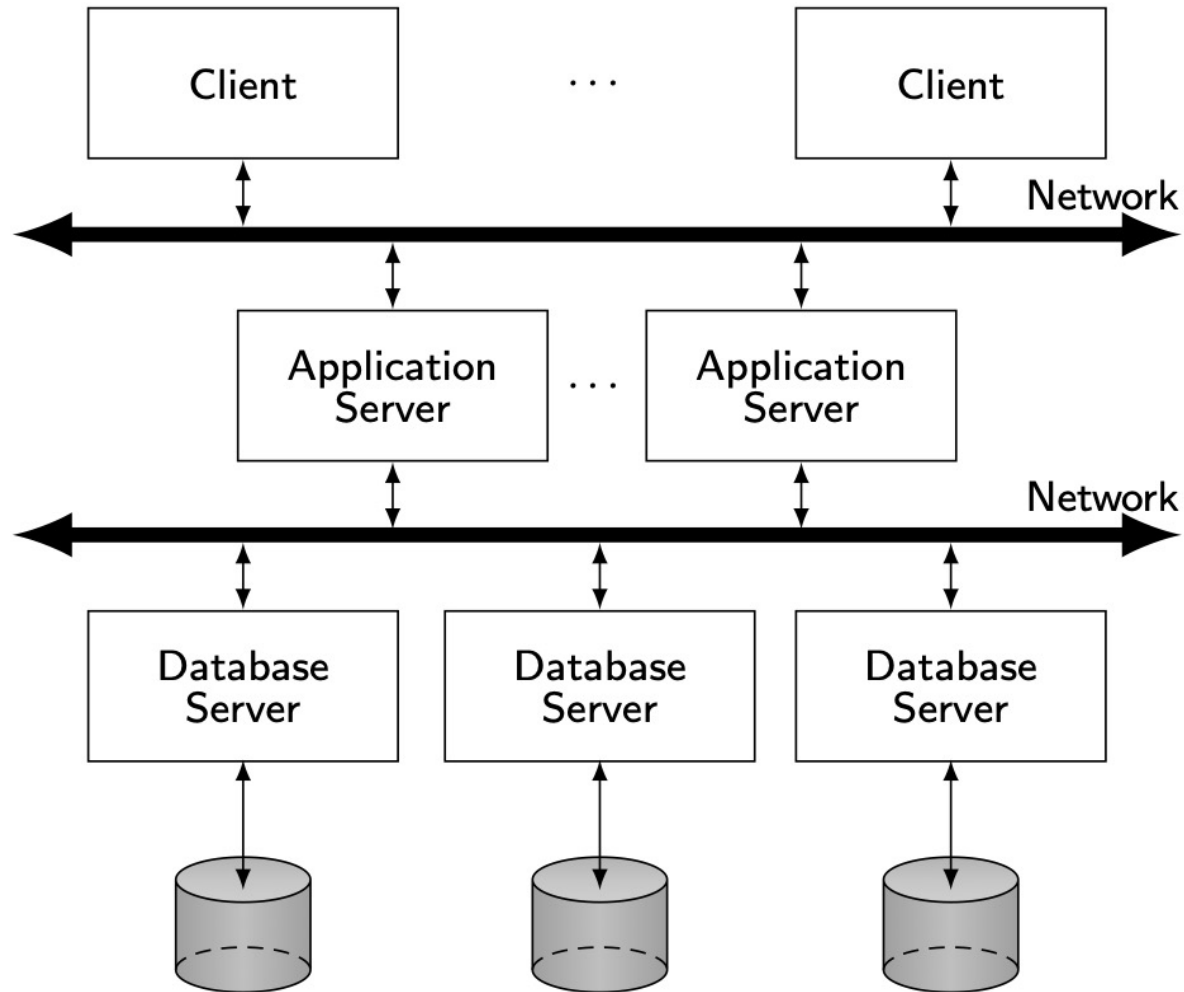 Client
. . .
Client
Network
Application
Server
. . .
Application
Server
Network
Database
Server
Database
Server
Database
Server